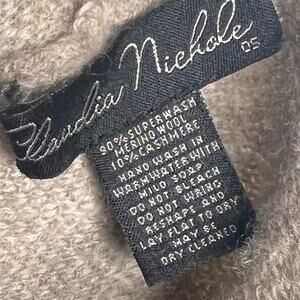 Claudia Nichole
OS
90% SUPERWASH
MERINO WOOL
10% CASHMERE
HAND WASH IN
WARM WATER WITH
MILD SOAP
DO NOT BLEACH
DO NOT WRING
RESHAPE AND
LAY FLAT TO DRY
MAY BE
DRY CLEANED